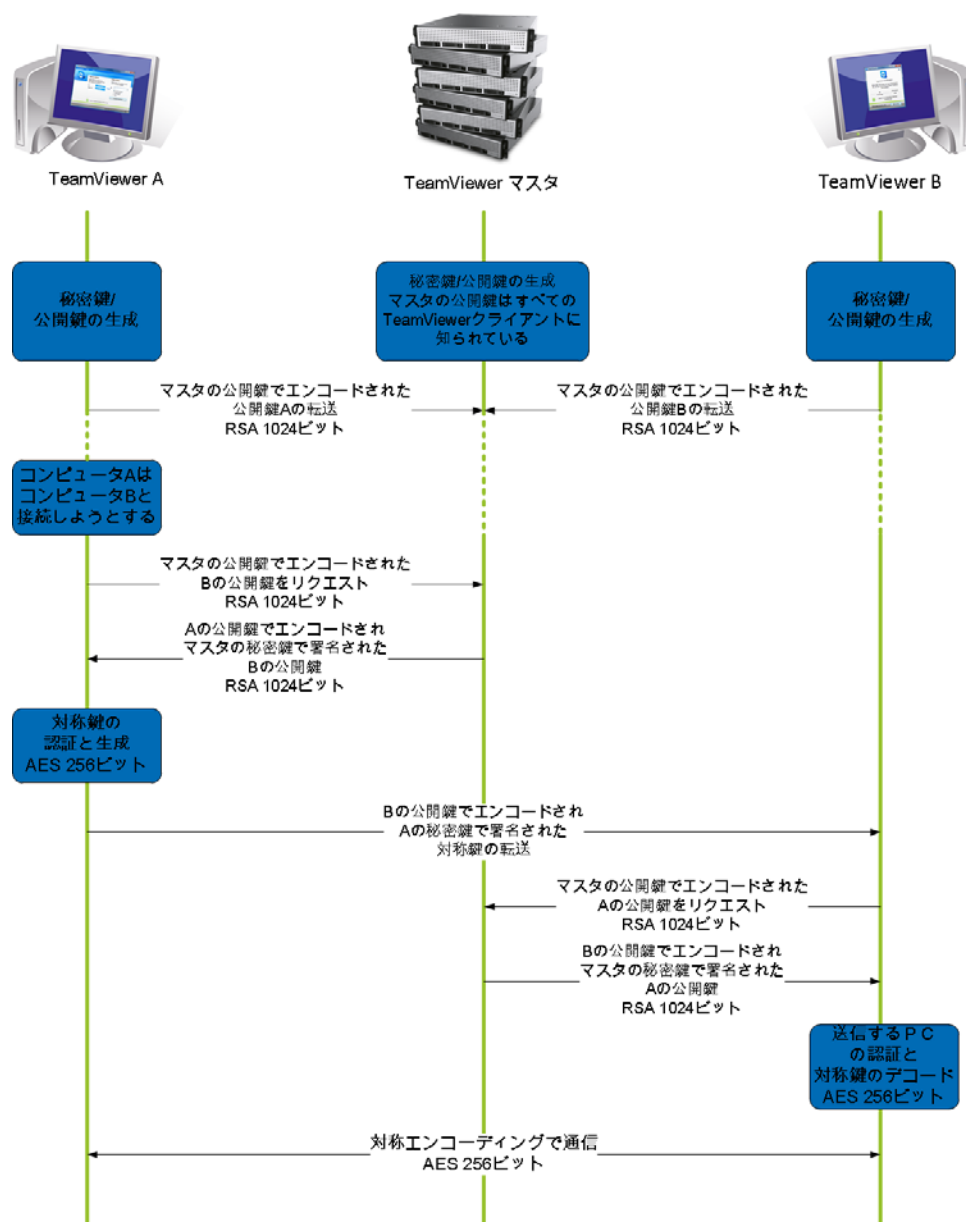 TeamViewer A
TeamViewer マスタ
TeamViewer B
秘密鍵/
公開鍵の生成
秘密鍵/公開鍵の生成
マスタの公開鍵はすべての
TeamViewerクライアントに
知られている
秘密鍵/
公開鍵の生成
マスタの公開鍵でエンコードされた
公開鍵Aの転送
RSA 1024ビット
マスタの公開鍵でエンコードされた
公開鍵Bの転送
RSA 1024ビット
コンピュータAは
コンピュータBと
接続しようとする
マスタの公開鍵でエンコードされた
Bの公開鍵をリクエスト
RSA 1024ビット
Aの公開鍵でエンコードされ
マスタの秘密鍵で署名された
Bの公開鍵
RSA 1024ビット
対称鍵の
認証と生成
AES 256ビット
Bの公開鍵でエンコードされ
Aの秘密鍵で署名された
対称鍵の転送
マスタの公開鍵でエンコードされた
Aの公開鍵をリクエスト
RSA 1024ビット
Bの公開鍵でエンコードされ
マスタの秘密鍵で署名された
Aの公開鍵
RSA 1024ビット
送信するPC
の認証と
対称鍵のデコード
AES 256ビット
対称エンコーディングで通信
AES 256ビット